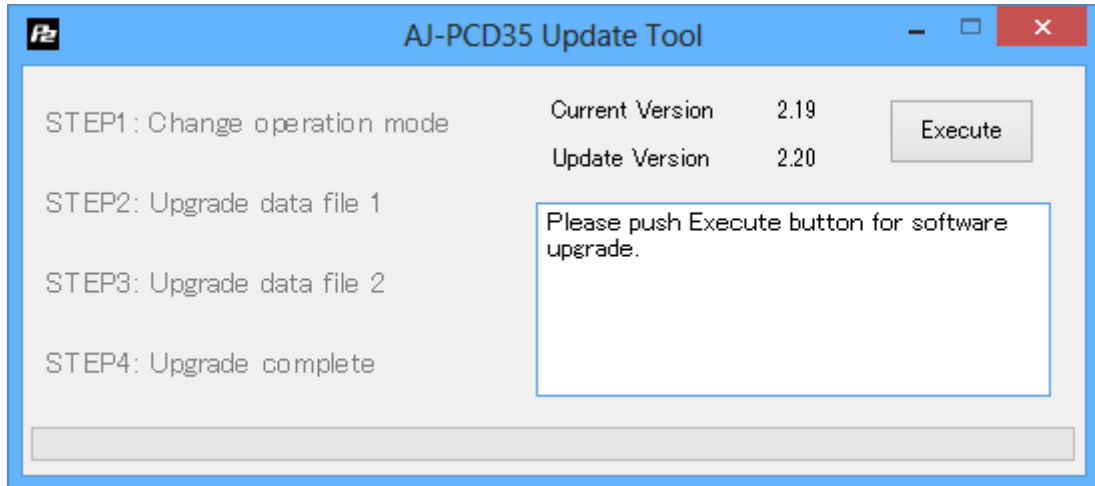 P2
AJ-PCD35 Update Tool
STEP1: Change operation mode
STEP2: Upgrade data file 1
STEP3: Upgrade data file 2
STEP4: Upgrade complete
Current Version 2.19
Update Version 2.20
Execute
Please push Execute button for software
upgrade.